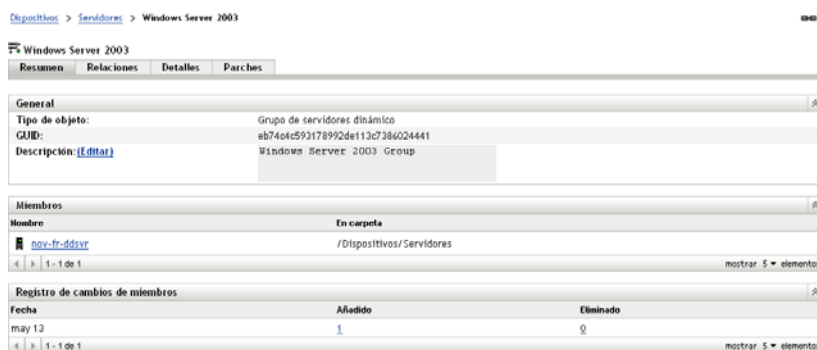 Dispositivos > Servidores > Windows Server 2003
Windows Server 2003
Resumen Relaciones Detalles Parches
General
Tipo de objeto: Grupo de servidores dinámico
GUID: eb74c4c593178992de113c7386024441
Descripción:(Editar) Windows Server 2003 Group
Miembros
Nombre En carpeta
nov-fr-ddsvr /Dispositivos/Servidores
1 - 1 de 1 mostrar 5 elementos
Registro de cambios de miembros
Fecha Añadido Eliminado
may 13 1 0
1 - 1 de 1 mostrar 5 elementos